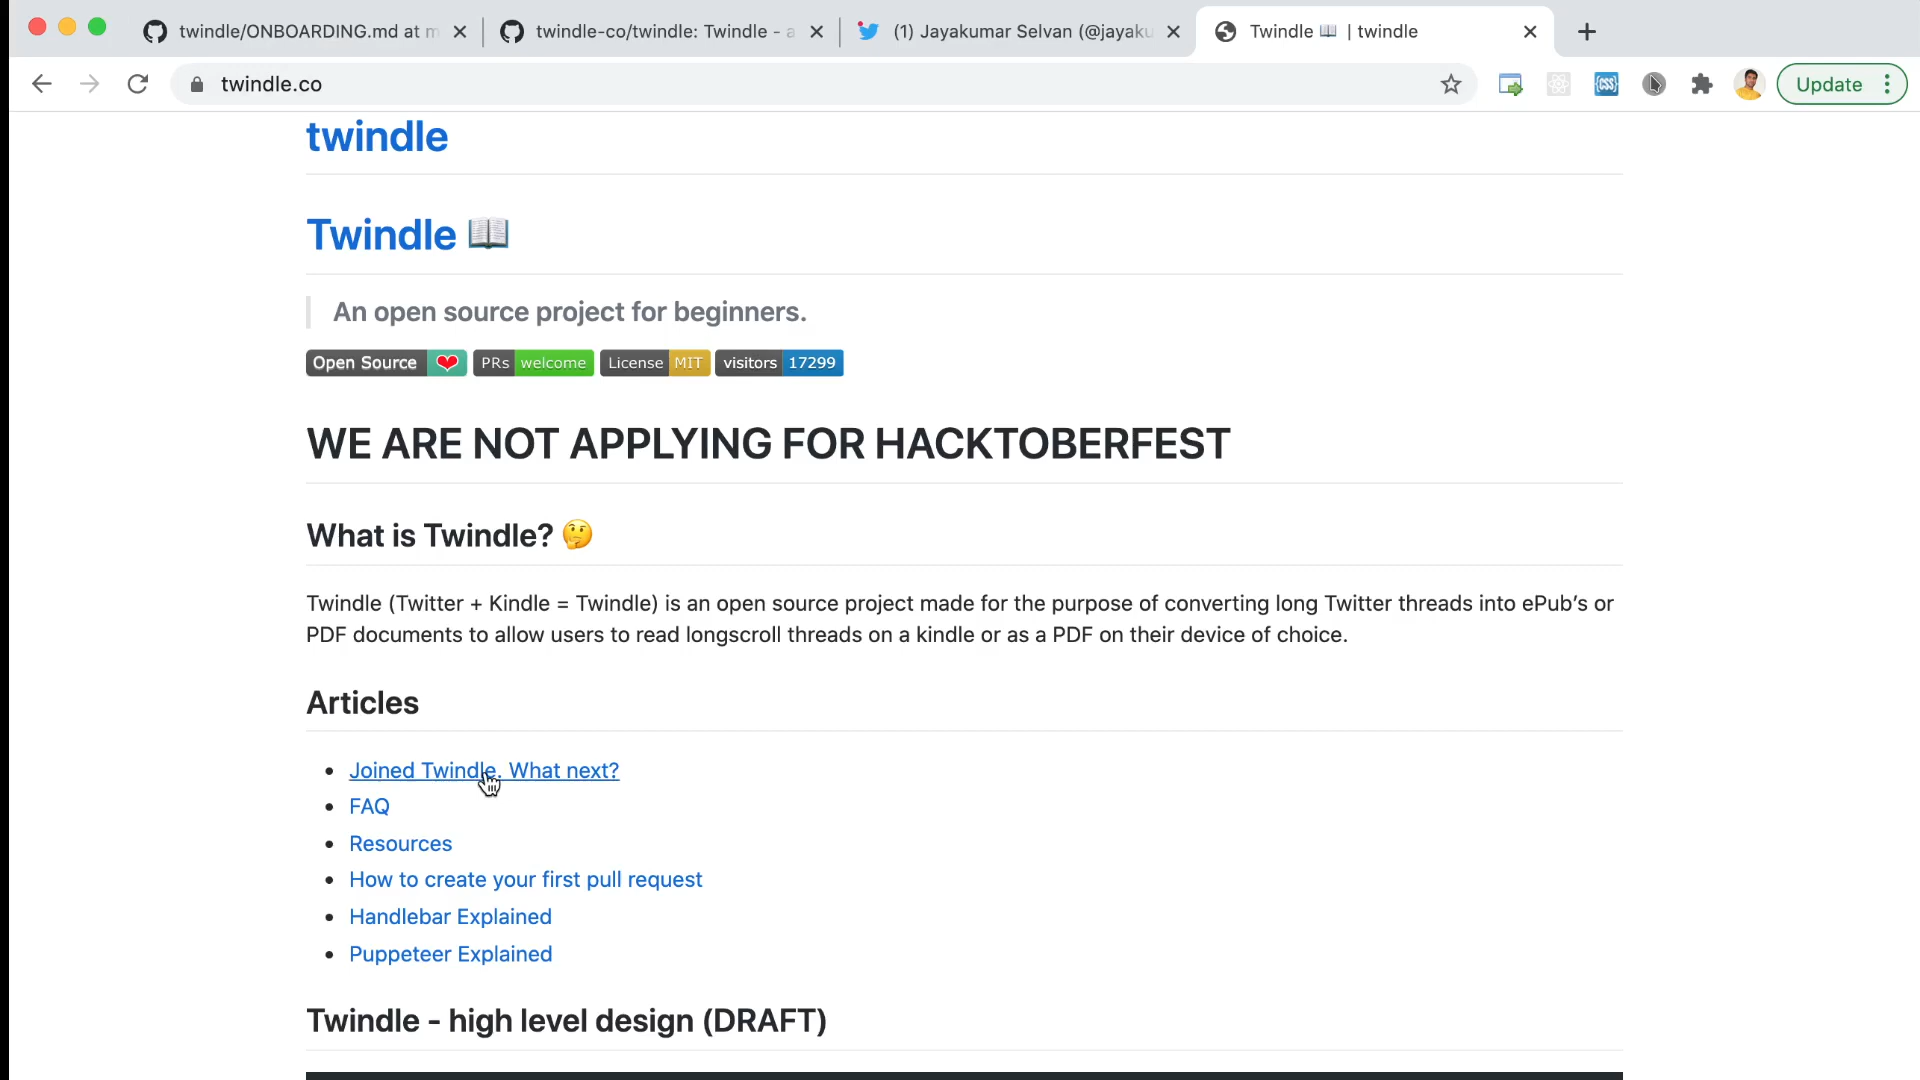 twindle/ONBOARDING.md at m
twindle-co/twindle: Twindle - a
(1) Jayakumar Selvan (@jayaku
Twindle 📖 | twindle
twindle.co
{CSS}
Update
twindle
Twindle 📖
An open source project for beginners.
Open Source ❤
PRs welcome
License MIT
visitors 17299
WE ARE NOT APPLYING FOR HACKTOBERFEST
What is Twindle? 🤔
Twindle (Twitter + Kindle = Twindle) is an open source project made for the purpose of converting long Twitter threads into ePub’s or
PDF documents to allow users to read longscroll threads on a kindle or as a PDF on their device of choice.
Articles
Joined Twindle. What next?
FAQ
Resources
How to create your first pull request
Handlebar Explained
Puppeteer Explained
Twindle - high level design (DRAFT)